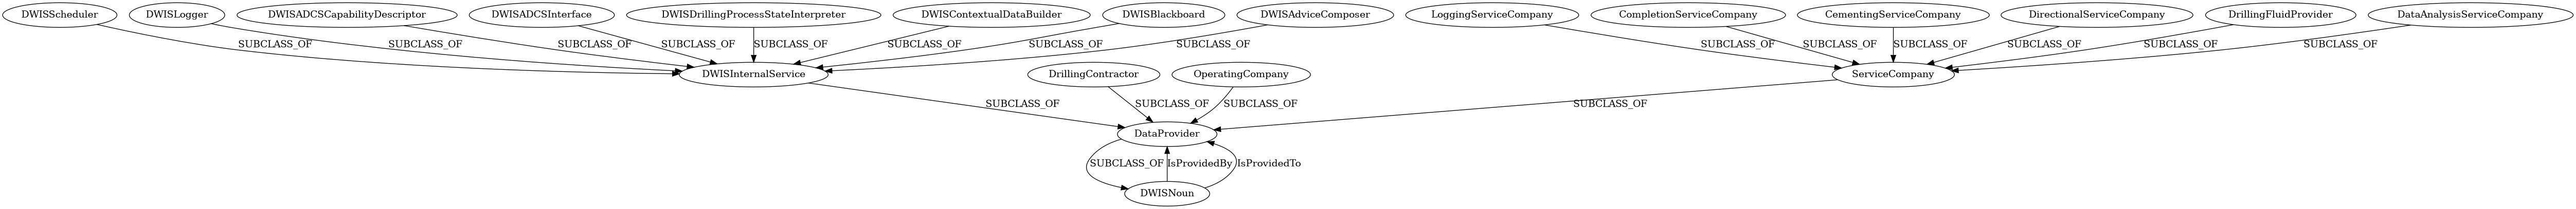 DWISScheduler
DWISLogger
DWISADCSCapabilityDescriptor
DWISADCSInterface
DWISDrillingProcessStateInterpreter
DWISContextualDataBuilder
DWISBlackboard
DWISAdviceComposer
LoggingServiceCompany
CompletionServiceCompany
CementingServiceCompany
DirectionalServiceCompany
DrillingFluidProvider
DataAnalysisServiceCompany
SUBCLASS_OF
SUBCLASS_OF
SUBCLASS_OF
SUBCLASS_OF
SUBCLASS_OF
SUBCLASS_OF
SUBCLASS_OF
SUBCLASS_OF
SUBCLASS_OF
SUBCLASS_OF
SUBCLASS_OF
SUBCLASS_OF
SUBCLASS_OF
SUBCLASS_OF
DWISInternalService
DrillingContractor
OperatingCompany
ServiceCompany
SUBCLASS_OF
SUBCLASS_OF
SUBCLASS_OF
SUBCLASS_OF
DataProvider
SUBCLASS_OF
IsProvidedBy
IsProvidedTo
DWISNoun